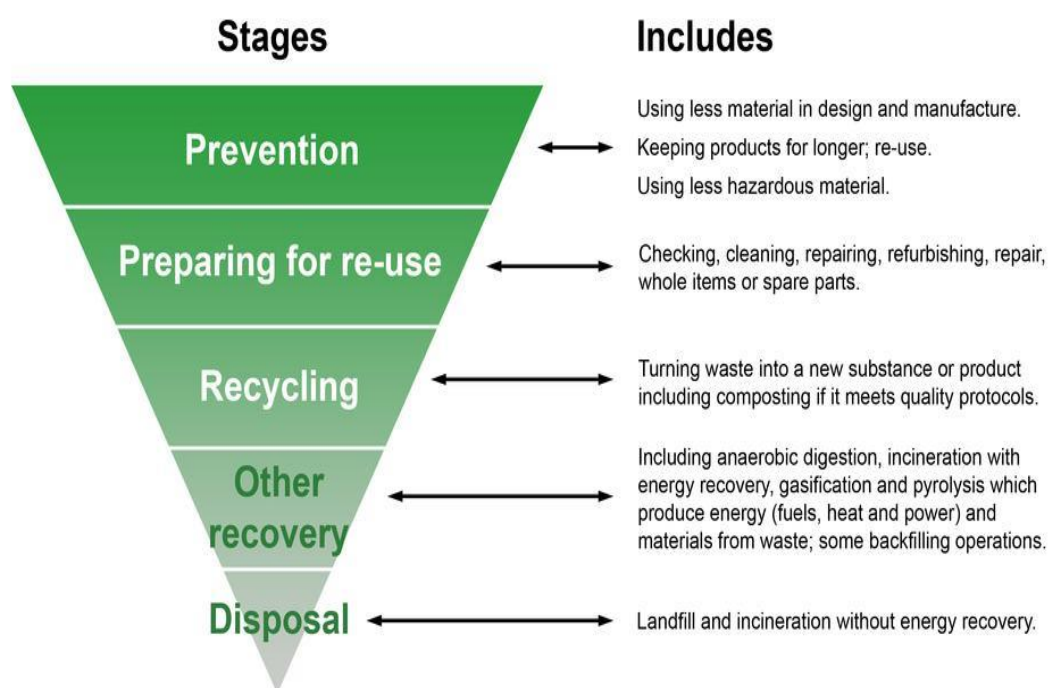 Stages
Includes
Prevention
Using less material in design and manufacture.
Keeping products for longer; re-use.
Using less hazardous material.
Preparing for re-use
Checking, cleaning, repairing, refurbishing, repair,
whole items or spare parts.
Recycling
Turning waste into a new substance or product
including composting if it meets quality protocols.
Other
recovery
Including anaerobic digestion, incineration with
energy recovery, gasification and pyrolysis which
produce energy (fuels, heat and power) and
materials from waste; some backfilling operations.
Disposal
Landfill and incineration without energy recovery.